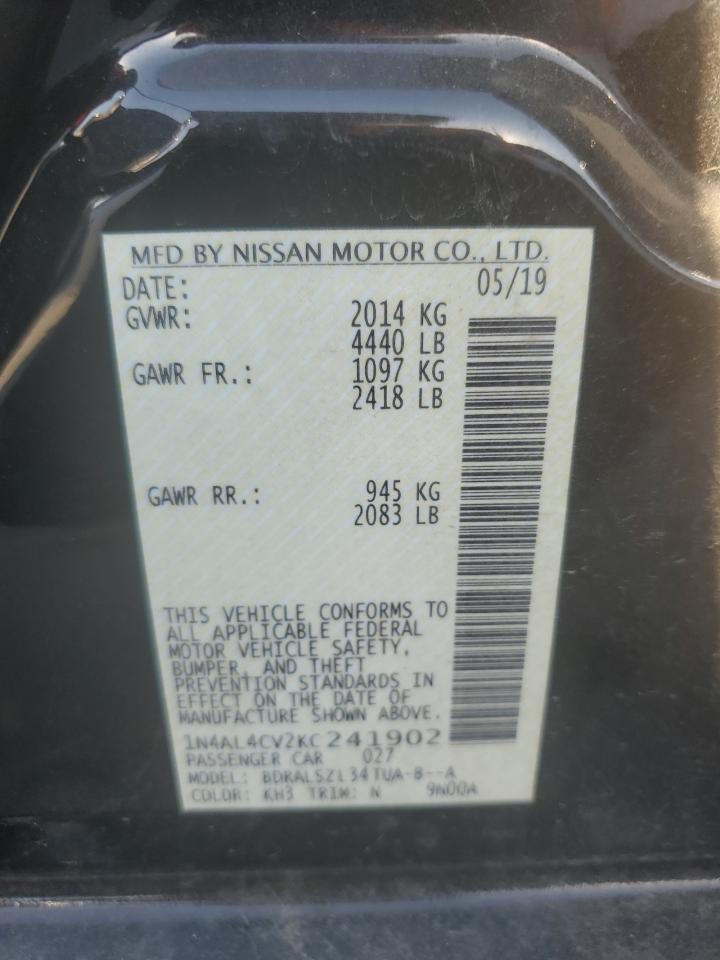 MFD BY NISSAN MOTOR CO., LTD.
DATE: 05/19
GVWR: 2014 KG
4440 LB
GAWR FR.: 1097 KG
2418 LB
GAWR RR.: 945 KG
2083 LB
THIS VEHICLE CONFORMS TO
ALL APPLICABLE FEDERAL
MOTOR VEHICLE SAFETY,
BUMPER, AND THEFT
PREVENTION STANDARDS IN
EFFECT ON THE DATE OF
MANUFACTURE SHOWN ABOVE.
1N4AL4CV2KC241902
PASSENGER CAR 027
MODEL: BDRALSZL34TUA-B--A
COLOR: KH3 TRIM: N 9N00A